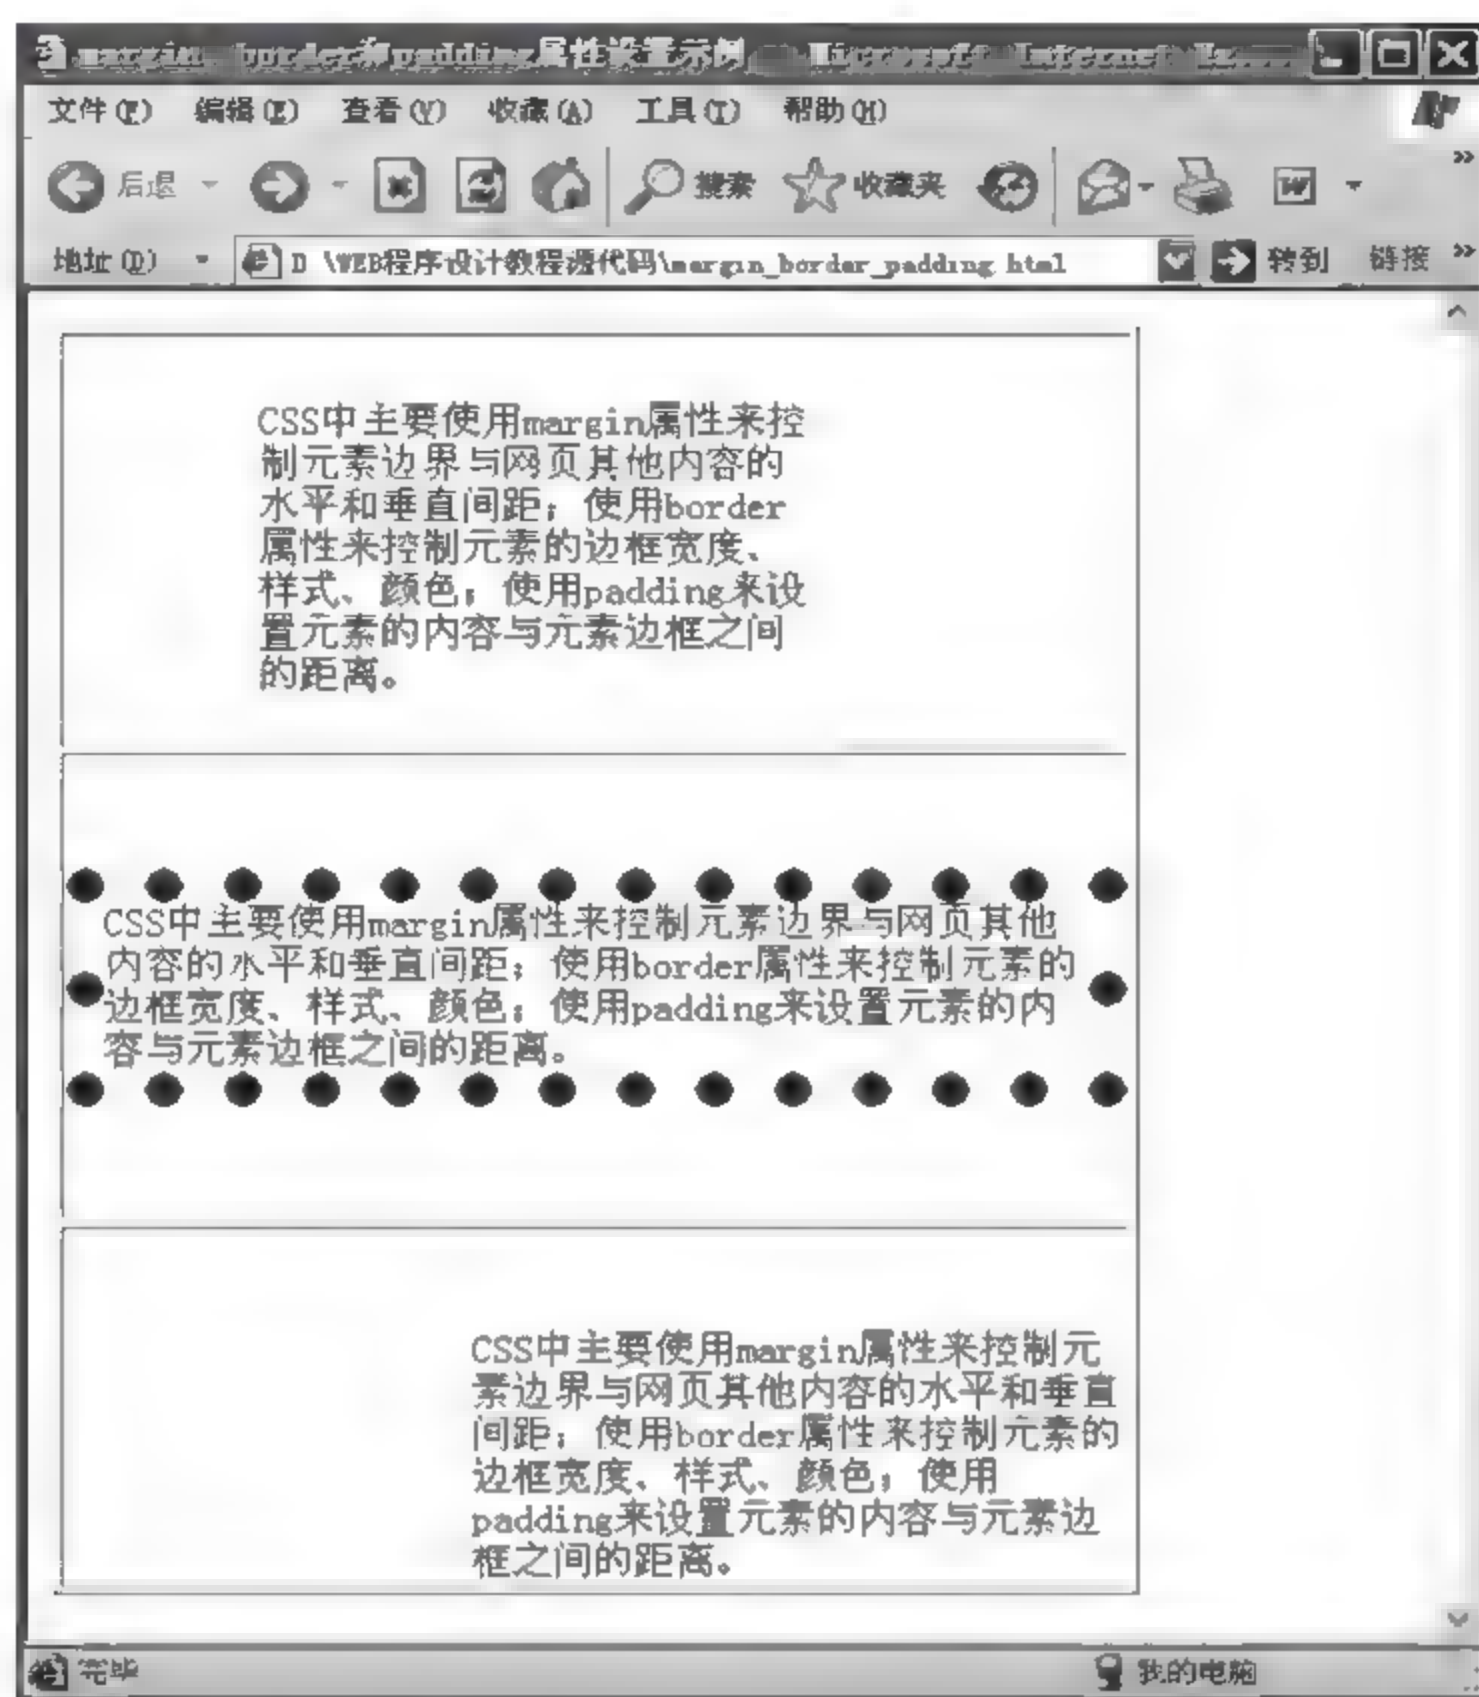 margin、border和padding属性设置示例 - Microsoft Internet
文件(F) 编辑(E) 查看(V) 收藏(A) 工具(T) 帮助(H)
后退 搜索 收藏夹
地址(D) D \WEB程序设计教程源代码\margin_border_padding html 转到 链接
CSS中主要使用margin属性来控
制元素边界与网页其他内容的
水平和垂直间距；使用border
属性来控制元素的边框宽度、
样式、颜色；使用padding来设
置元素的内容与元素边框之间
的距离。
CSS中主要使用margin属性来控制元素边界与网页其他
内容的水平和垂直间距；使用border属性来控制元素的
边框宽度、样式、颜色；使用padding来设置元素的内
容与元素边框之间的距离。
CSS中主要使用margin属性来控制元
素边界与网页其他内容的水平和垂直
间距；使用border属性来控制元素的
边框宽度、样式、颜色；使用
padding来设置元素的内容与元素边
框之间的距离。
完毕 我的电脑